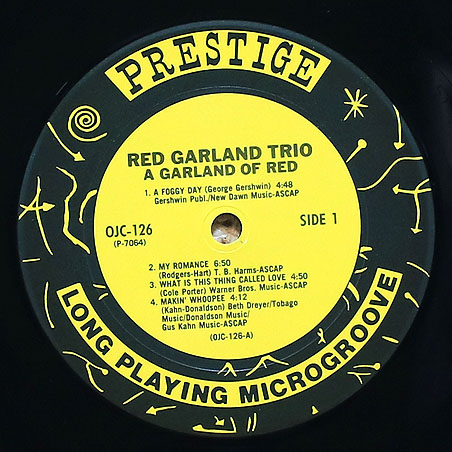 PRESTIGE
RED GARLAND TRIO
A GARLAND OF RED
1. A FOGGY DAY (George Gershwin) 4:48
Gershwin Publ./New Dawn Music-ASCAP
OJC-126
(P-7064)
SIDE 1
2. MY ROMANCE 6:50
(Rodgers-Hart) T. B. Harms-ASCAP
3. WHAT IS THIS THING CALLED LOVE 4:50
(Cole Porter) Warner Bros. Music-ASCAP
4. MAKIN' WHOOPEE 4:12
(Kahn-Donaldson) Beth Dreyer/Tobago
Music/Donaldson Music/
Gus Kahn Music-ASCAP
(OJC-126-A)
LONG PLAYING MICROGROOVE